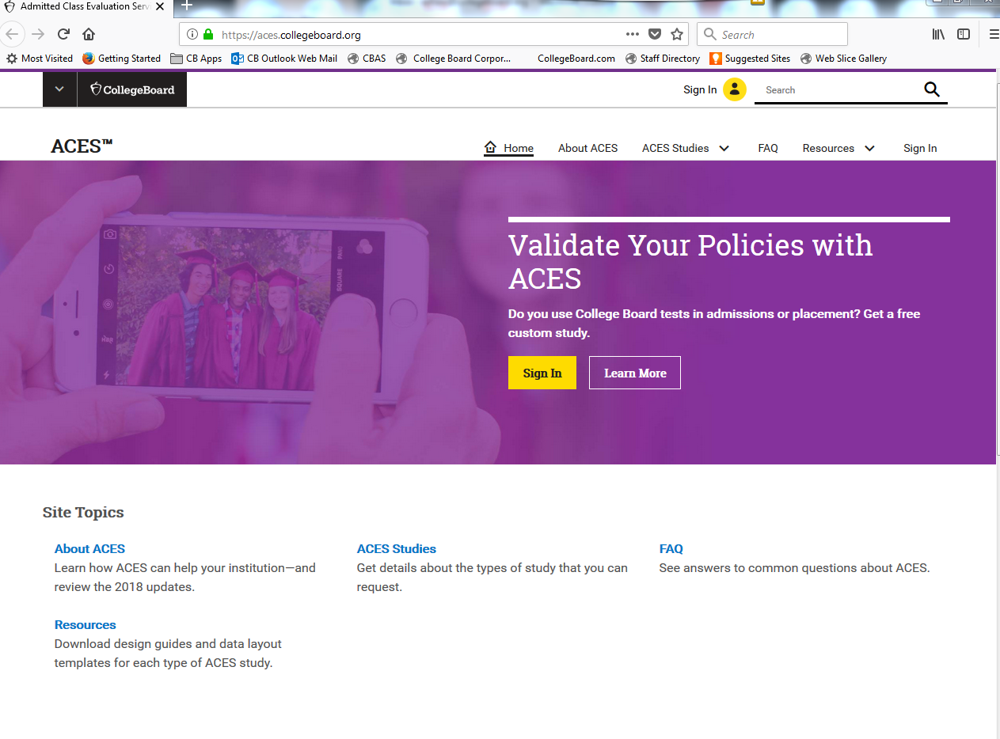 Admitted Class Evaluation Servi
https://aces.collegeboard.org
Search
Most Visited Getting Started CB Apps CB Outlook Web Mail CBAS College Board Corpor... CollegeBoard.com Staff Directory Suggested Sites Web Slice Gallery
CollegeBoard Sign In Search
ACES™ Home About ACES ACES Studies FAQ Resources Sign In
SQUARE PANO
Validate Your Policies with
ACES
Do you use College Board tests in admissions or placement? Get a free
custom study.
Sign In Learn More
Site Topics
About ACES
Learn how ACES can help your institution—and
review the 2018 updates.
ACES Studies
Get details about the types of study that you can
request.
FAQ
See answers to common questions about ACES.
Resources
Download design guides and data layout
templates for each type of ACES study.